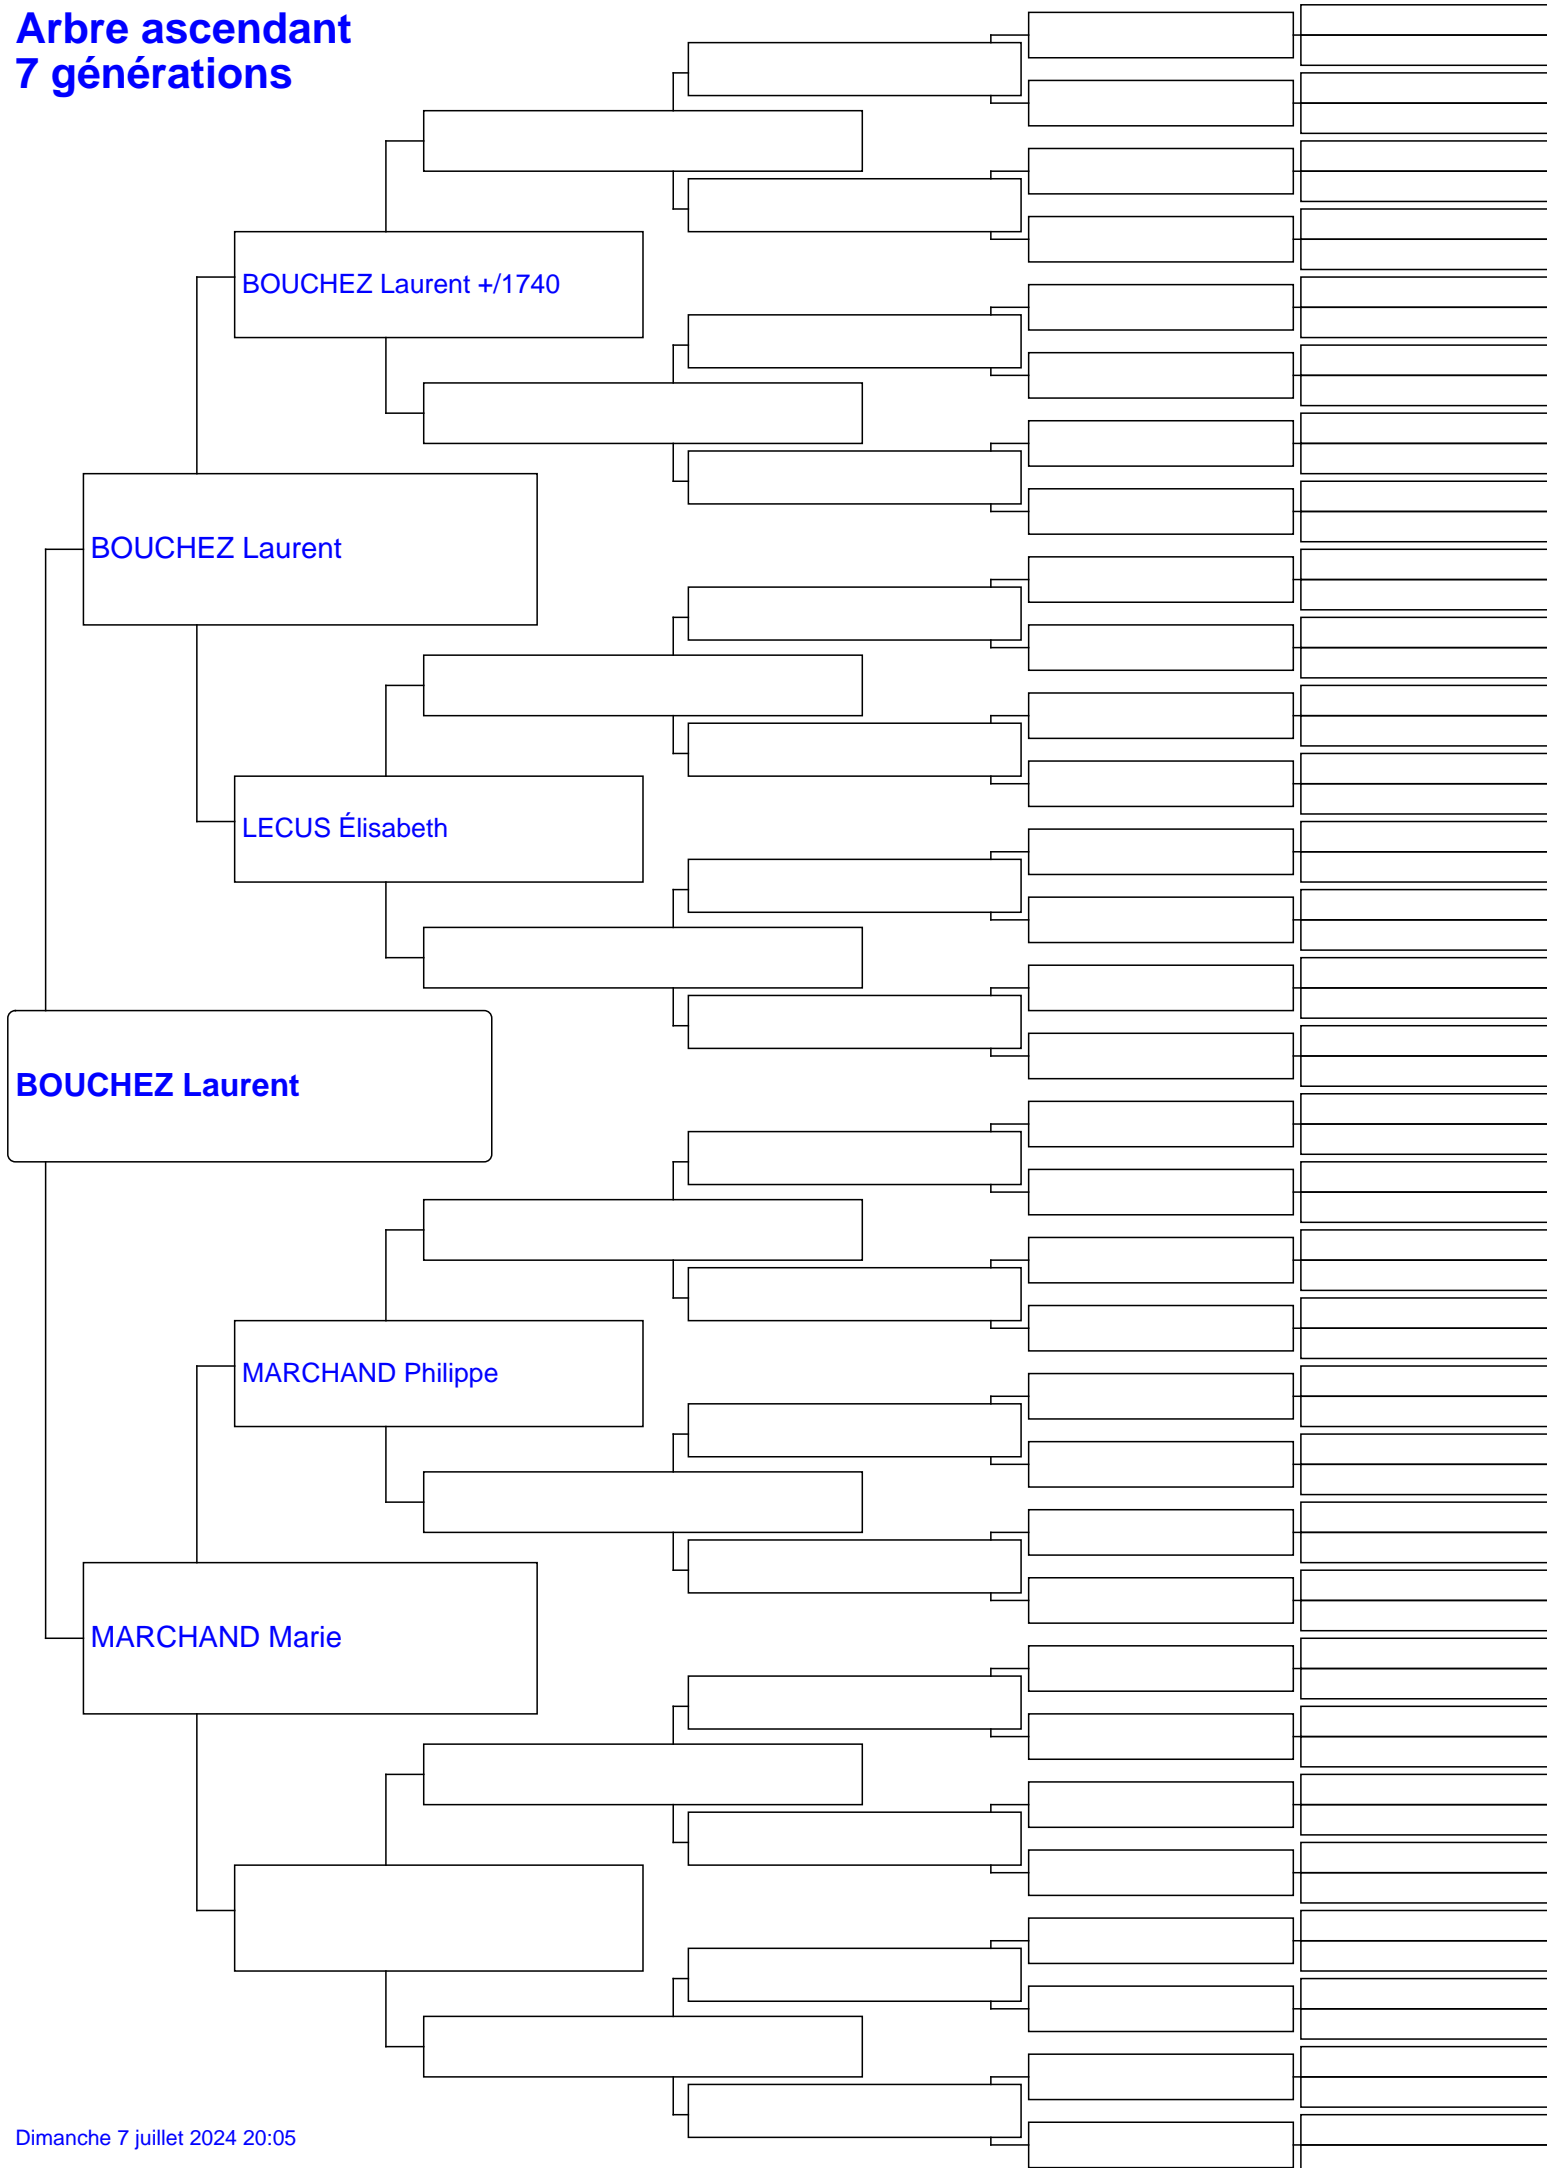 Arbre ascendant
7 générations
BOUCHEZ Laurent +/1740
BOUCHEZ Laurent
LECUS Élisabeth
BOUCHEZ Laurent
MARCHAND Philippe
MARCHAND Marie
Dimanche 7 juillet 2024 20:05